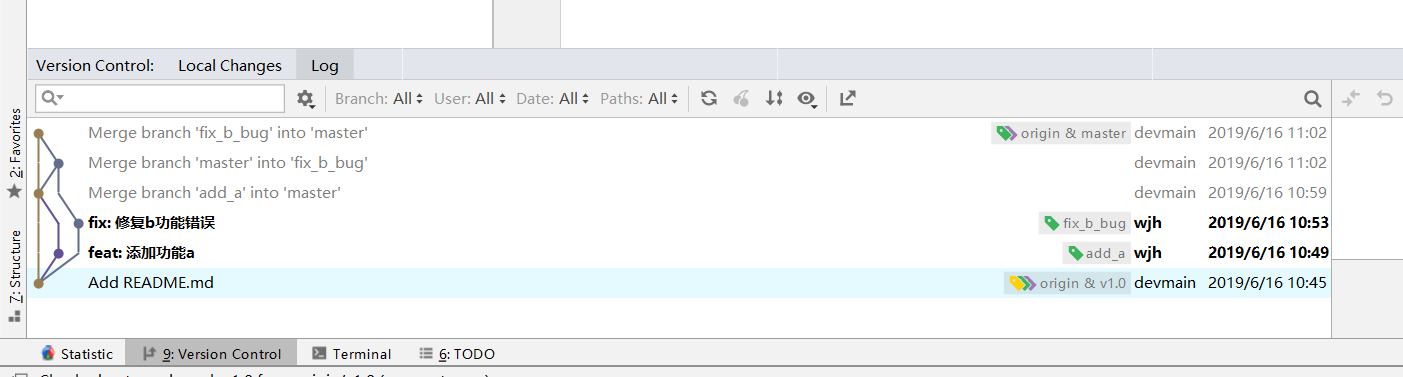 Version Control: Local Changes Log
Branch: All User: All Date: All Paths: All
Merge branch 'fix_b_bug' into 'master' origin & master devmain 2019/6/16 11:02
Merge branch 'master' into 'fix_b_bug' devmain 2019/6/16 11:02
Merge branch 'add_a' into 'master' devmain 2019/6/16 10:59
fix: 修复b功能错误 fix_b_bug wjh 2019/6/16 10:53
feat: 添加功能a add_a wjh 2019/6/16 10:49
Add README.md origin & v1.0 devmain 2019/6/16 10:45
2: Favorites
7: Structure
Statistic 9: Version Control Terminal 6: TODO